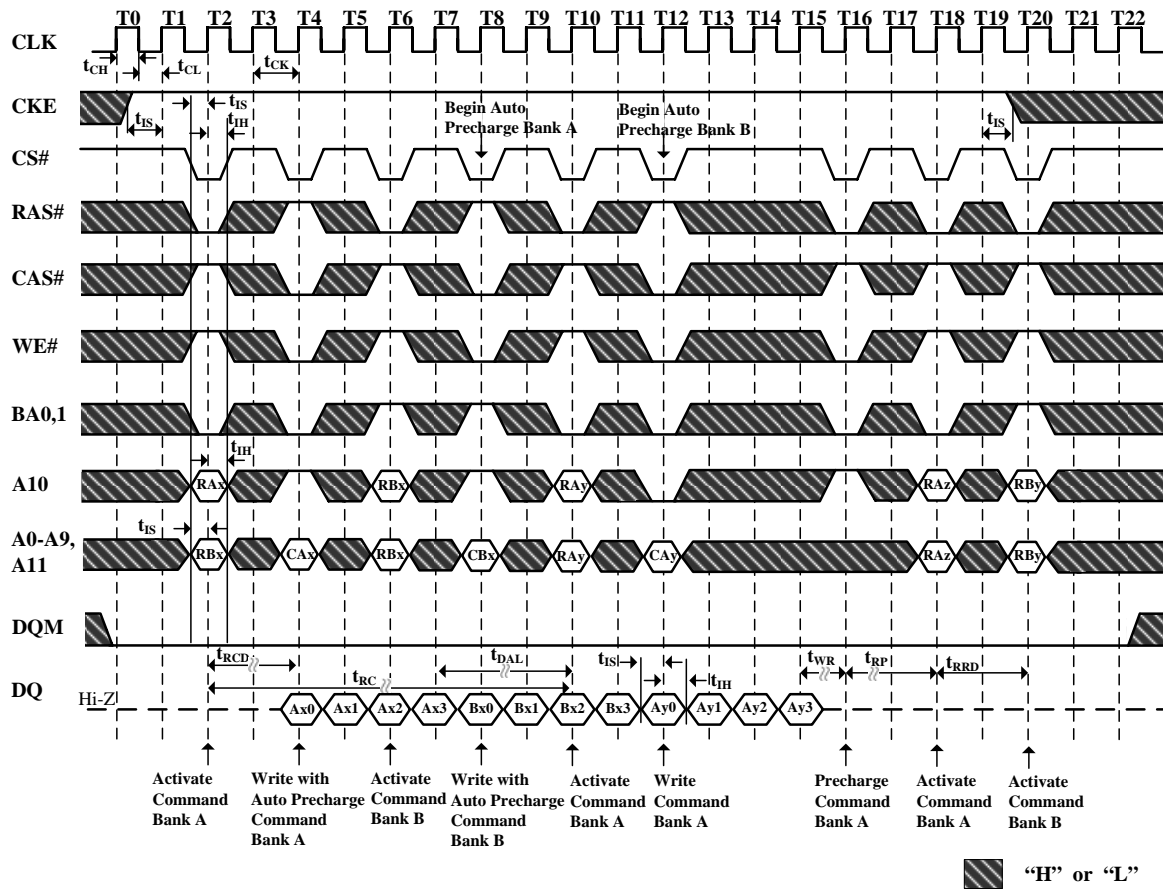 T0 T1 T2 T3 T4 T5 T6 T7 T8 T9 T10 T11 T12 T13 T14 T15 T16 T17 T18 T19 T20 T21 T22
CLK
tCH tCL tCK
CKE
tIS tIS tIH
Begin Auto
Precharge Bank A
Begin Auto
Precharge Bank B
tIS
CS#
RAS#
CAS#
WE#
BA0,1
tIH
A10
RAx RBx RAy RAz RBy
tIS
A0-A9,
A11
RBx CAx RBx CBx RAy CAy RAz RBy
DQM
tRCD tRC tDAL tIS tIH tWR tRP tRRD
DQ
Hi-Z
Ax0 Ax1 Ax2 Ax3 Bx0 Bx1 Bx2 Bx3 Ay0 Ay1 Ay2 Ay3
Activate
Command
Bank A
Write with
Auto Precharge
Command
Bank A
Activate
Command
Bank B
Write with
Auto Precharge
Command
Bank B
Activate
Command
Bank A
Write
Command
Bank A
Precharge
Command
Bank A
Activate
Command
Bank A
Activate
Command
Bank B
“H” or “L”